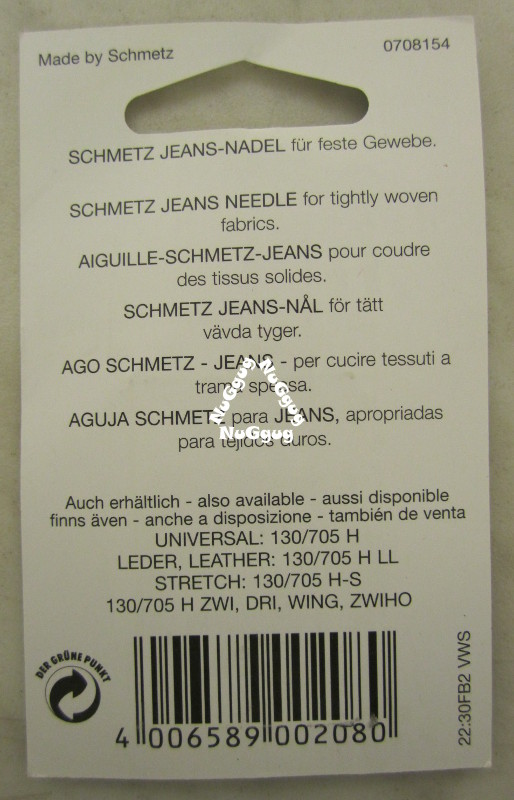 Made by Schmetz
0708154
SCHMETZ JEANS-NADEL für feste Gewebe.
SCHMETZ JEANS NEEDLE for tightly woven
fabrics.
AIGUILLE-SCHMETZ-JEANS pour coudre
des tissus solides.
SCHMETZ JEANS-NÅL för tätt
vävda tyger.
AGO SCHMETZ - JEANS - per cucire tessuti a
trama spessa.
AGUJA SCHMETZ para JEANS, apropriadas
para tejidos duros.
NuGgug
NuGgug
NuGgug
Auch erhältlich - also available - aussi disponible
finns även - anche a disposizione - también de venta
UNIVERSAL: 130/705 H
LEDER, LEATHER: 130/705 H LL
STRETCH: 130/705 H-S
130/705 H ZWI, DRI, WING, ZWIHO
DER GRÜNE PUNKT
4 006589 002080
22:30FB2 VWS